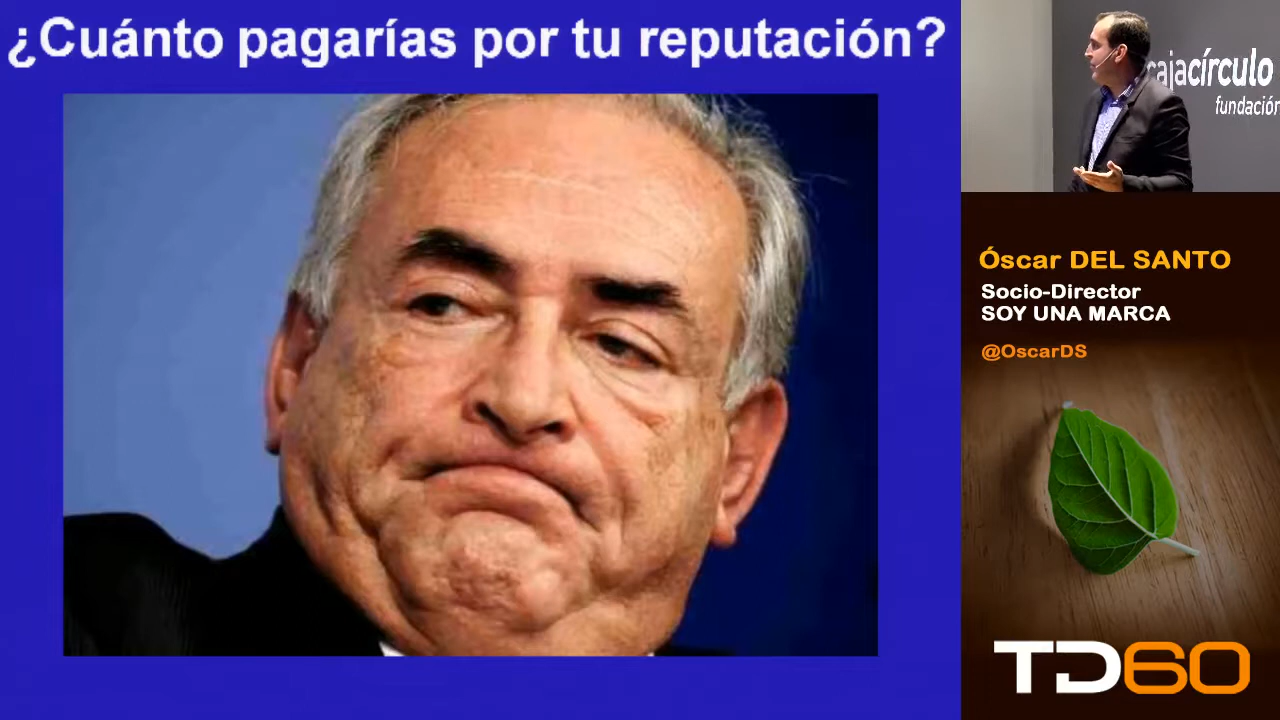 ¿Cuánto pagarías por tu reputación?
cajacírculo
fundación
Óscar DEL SANTO
Socio-Director
SOY UNA MARCA
@OscarDS
TD60